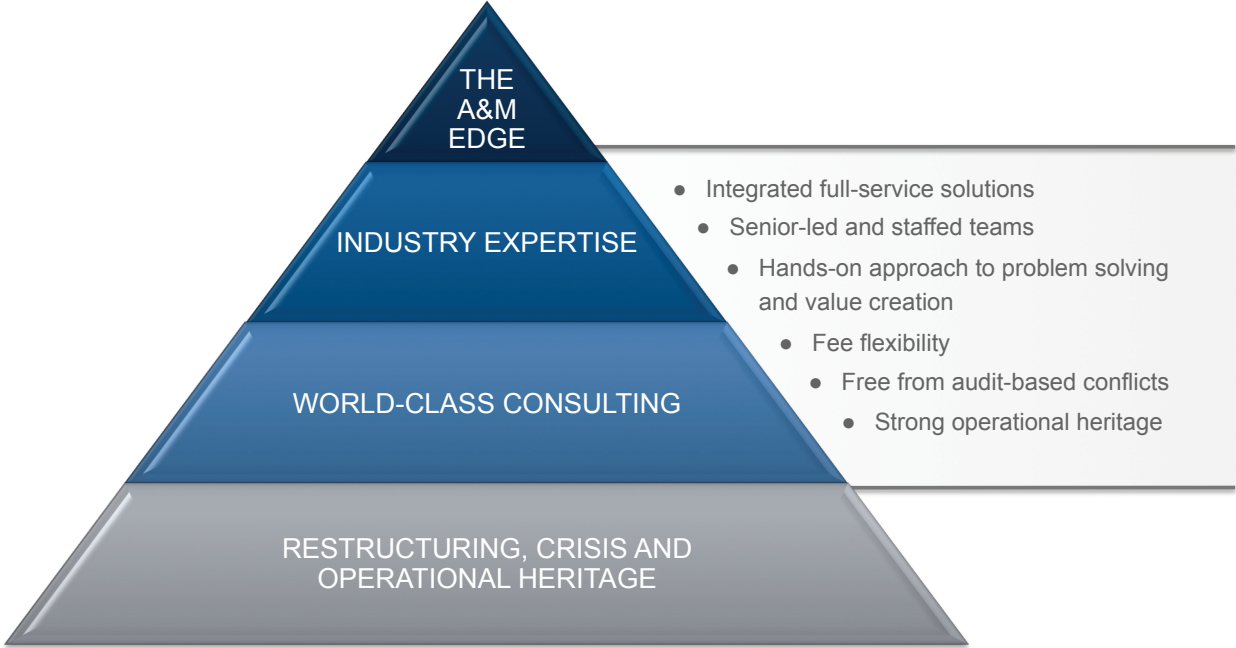 THE
A&M
EDGE
INDUSTRY EXPERTISE
WORLD-CLASS CONSULTING
RESTRUCTURING, CRISIS AND
OPERATIONAL HERITAGE
● Integrated full-service solutions
● Senior-led and staffed teams
● Hands-on approach to problem solving
and value creation
● Fee flexibility
● Free from audit-based conflicts
● Strong operational heritage